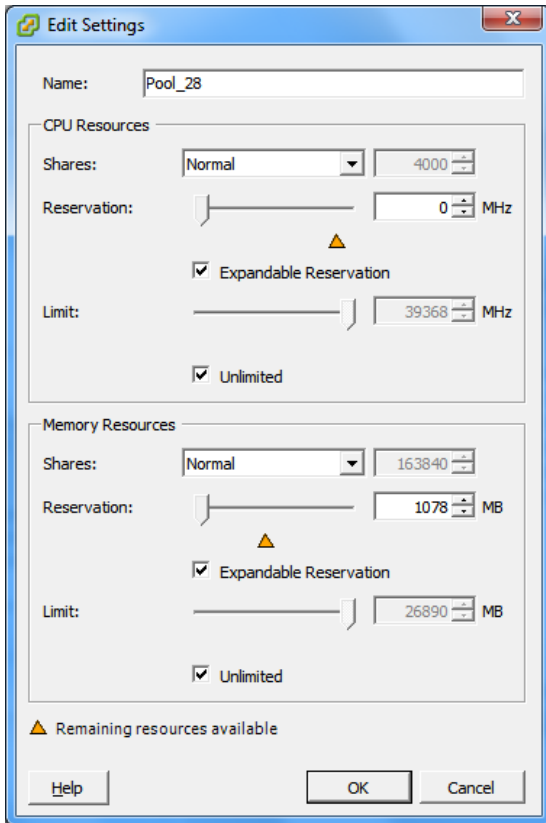 Edit Settings
Name: Pool_28
CPU Resources
Shares: Normal 4000
Reservation: 0 MHz
Expandable Reservation
Limit: 39368 MHz
Unlimited
Memory Resources
Shares: Normal 163840
Reservation: 1078 MB
Expandable Reservation
Limit: 26890 MB
Unlimited
Remaining resources available
Help OK Cancel